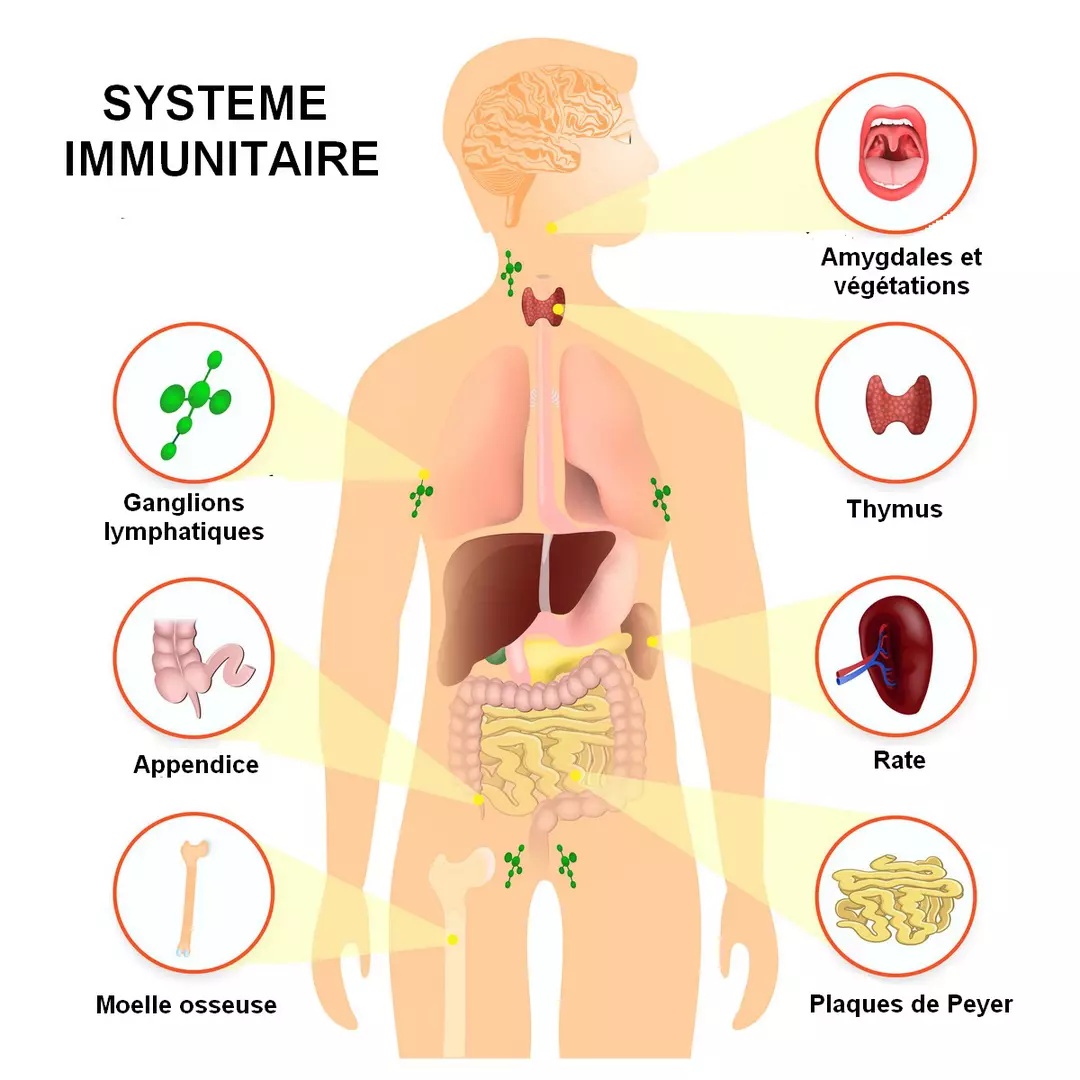 SYSTEME
IMMUNITAIRE
Amygdales et
végétations
Ganglions
lymphatiques
Thymus
Appendice
Rate
Moelle osseuse
Plaques de Peyer